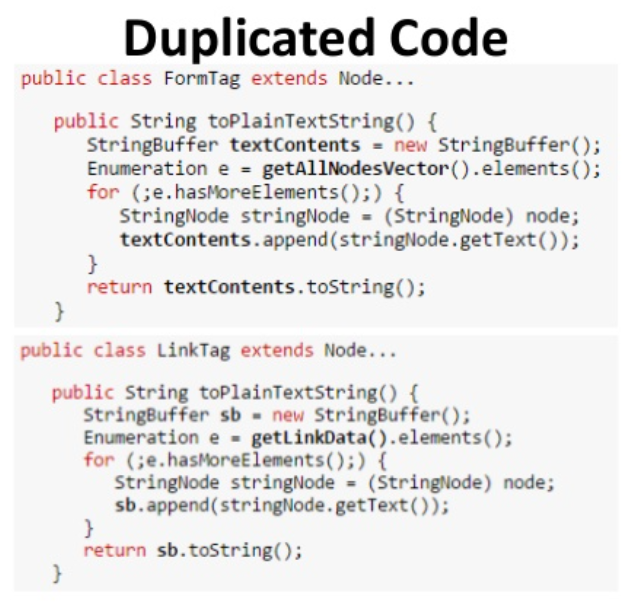 Duplicated Code
public class FormTag extends Node...
public String toPlainTextString() {
StringBuffer textContents = new StringBuffer();
Enumeration e = getAllNodesVector().elements();
for (;e.hasMoreElements();) {
StringNode stringNode = (StringNode) node;
textContents.append(stringNode.getText());
}
return textContents.toString();
}
public class LinkTag extends Node...
public String toPlainTextString() {
StringBuffer sb = new StringBuffer();
Enumeration e = getLinkData().elements();
for (;e.hasMoreElements();) {
StringNode stringNode = (StringNode) node;
sb.append(stringNode.getText());
}
return sb.toString();
}